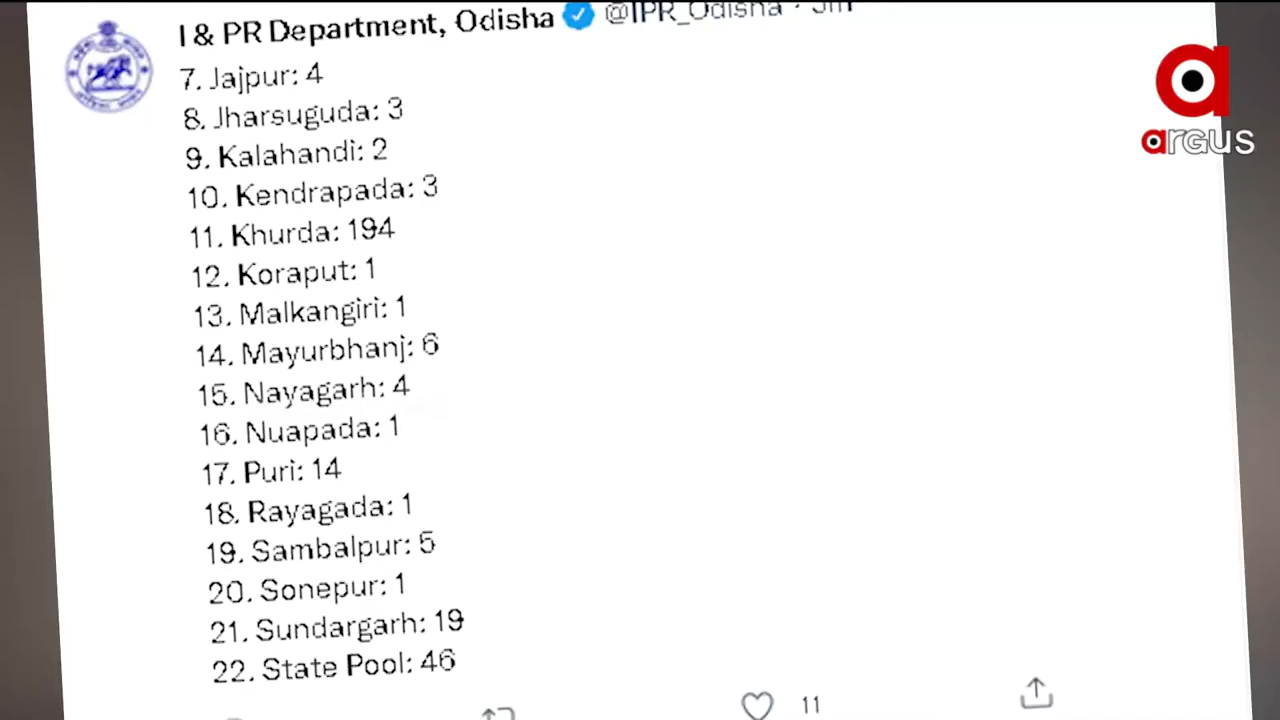 I & PR Department, Odisha @IPR_Odisha · 3m
7. Jajpur: 4
8. Jharsuguda: 3
9. Kalahandi: 2
10. Kendrapada: 3
11. Khurda: 194
12. Koraput: 1
13. Malkangiri: 1
14. Mayurbhanj: 6
15. Nayagarh: 4
16. Nuapada: 1
17. Puri: 14
18. Rayagada: 1
19. Sambalpur: 5
20. Sonepur: 1
21. Sundargarh: 19
22. State Pool: 46
11
argus